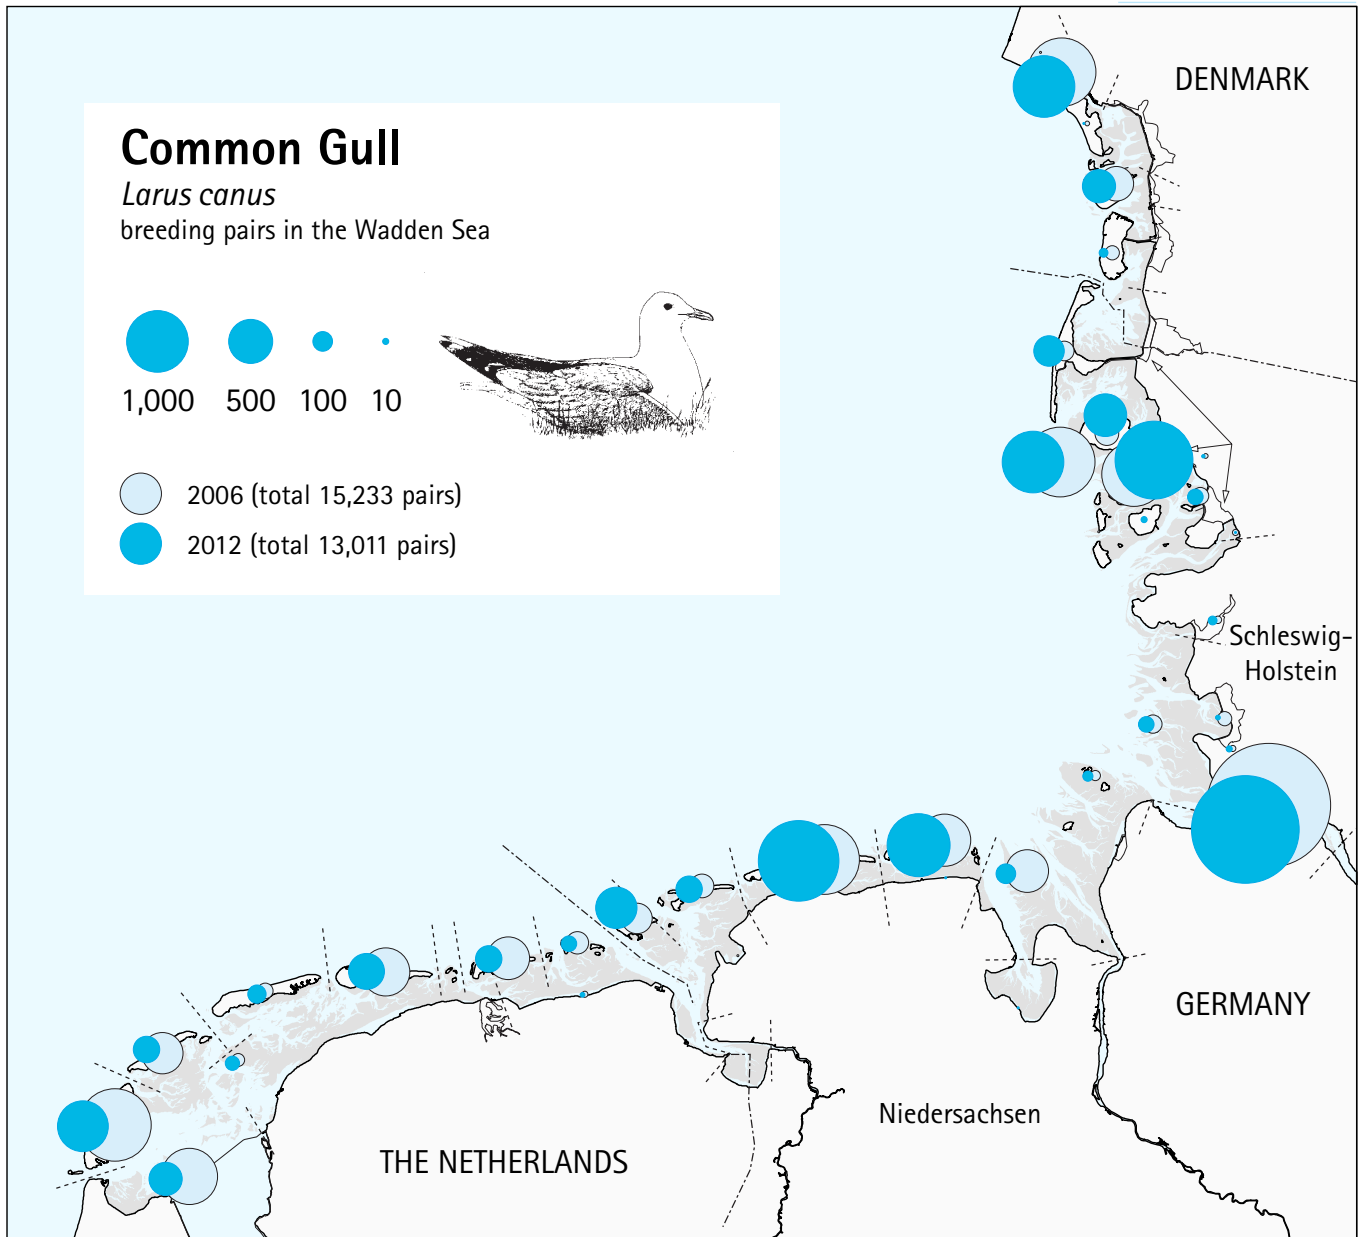 DENMARK
Common Gull
Larus canus
breeding pairs in the Wadden Sea
1,000 500 100 10
2006 (total 15,233 pairs)
2012 (total 13,011 pairs)
Schleswig-
Holstein
GERMANY
Niedersachsen
THE NETHERLANDS